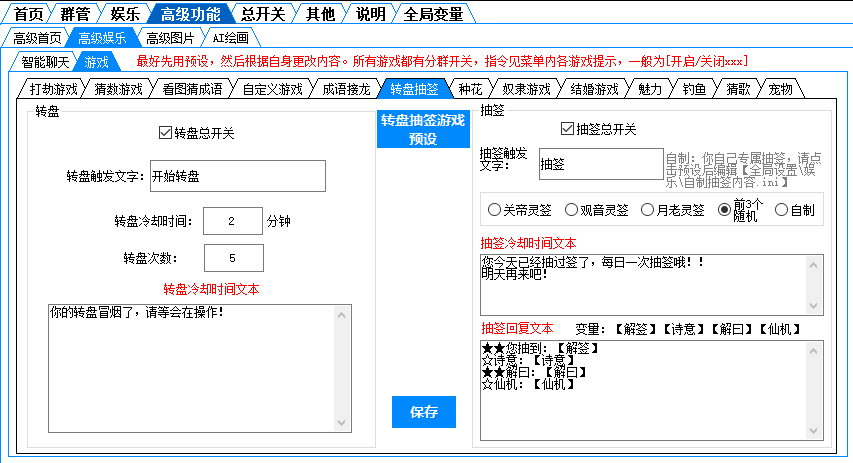 首页 群管 娱乐 高级功能 总开关 其他 说明 全局变量
高级首页 高级娱乐 高级图片 AI绘画
智能聊天 游戏 最好先用预设，然后根据自身更改内容。所有游戏都有分群开关，指令见菜单内各游戏提示，一般为[开启/关闭xxx]
打劫游戏 猜数游戏 看图猜成语 自定义游戏 成语接龙 转盘抽签 种花 奴隶游戏 结婚游戏 魅力 钓鱼 猜歌 宠物
转盘
转盘总开关
转盘触发文字：开始转盘
转盘冷却时间： 2 分钟
转盘次数： 5
转盘冷却时间文本
你的转盘冒烟了，请等会在操作！
转盘抽签游戏
预设
保存
抽签
抽签总开关
抽签触发
文字：
抽签
自制：你自己专属抽签，请点
击预设后编辑【全局设置\娱
乐\自制抽签内容.ini】
关帝灵签 观音灵签 月老灵签 前3个
随机 自制
抽签冷却时间文本
您今天已经抽过签了，每日一次抽签哦！！
明天再来吧！
抽签回复文本 变量：【解签】【诗意】【解曰】【仙机】
★★您抽到：【解签】
☆诗意：【诗意】
★★解曰：【解曰】
☆仙机：【仙机】